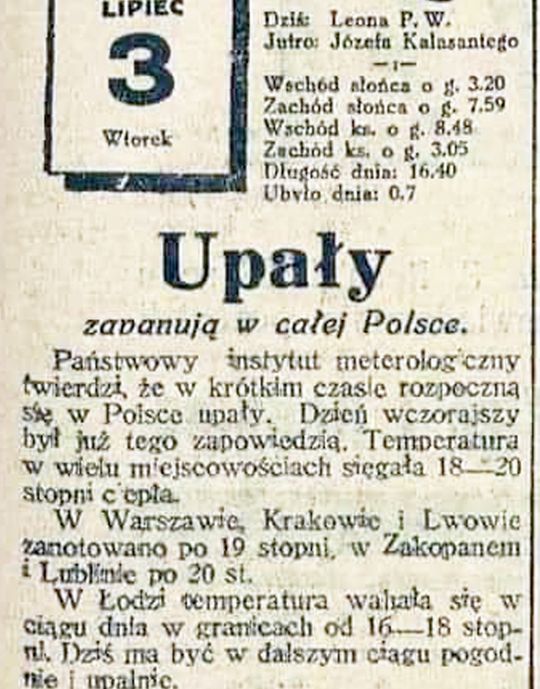 LIPIEC
3
Wtorek
Dziś: Leona P. W.
Jutro: Józefa Kalasantego
—ı—
Wschód słońca o g. 3.20
Zachód słońca o g. 7.59
Wschód ks. o g. 8.48
Zachód ks. o g. 3.05
Długość dnia: 16.40
Ubyło dnia: 0.7
Upały
zapanują w całej Polsce.
Państwowy instytut meterologiczny
twierdzi, że w krótkim czasie rozpoczną
się w Polsce upały. Dzień wczorajszy
był już tego zapowiedzią. Temperatura
w wielu miejscowościach sięgała 18—20
stopni ciepła.
W Warszawie, Krakowie i Lwowie
zanotowano po 19 stopni, w Zakopanem
i Lublinie po 20 st.
W Łodzi temperatura wahała się w
ciągu dnia w granicach od 16—18 stop-
ni. Dziś ma być w dalszym ciągu pogod-
nie i upalnie.